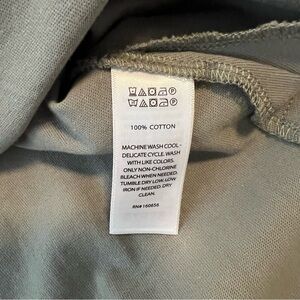 100% COTTON
MACHINE WASH COOL -
DELICATE CYCLE. WASH
WITH LIKE COLORS.
ONLY NON-CHLORINE
BLEACH WHEN NEEDED.
TUMBLE DRY LOW. LOW
IRON IF NEEDED. DRY
CLEAN.
RN# 160656